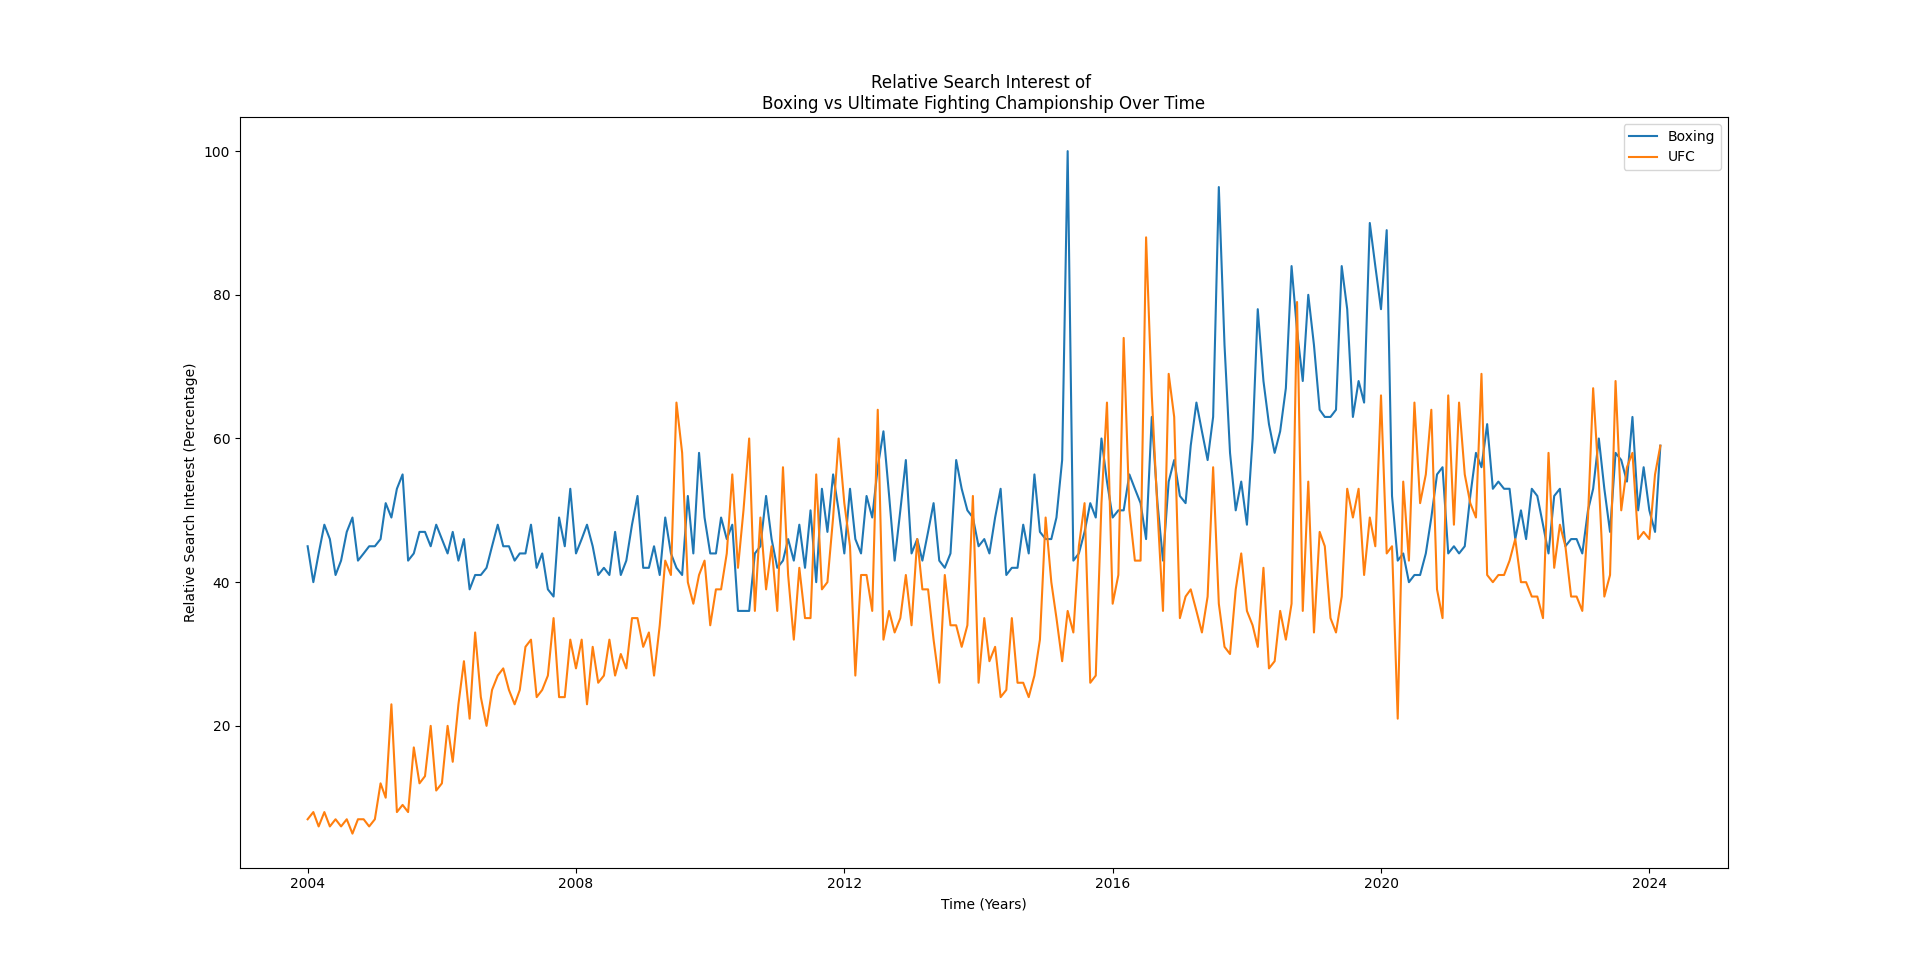 Relative Search Interest of
Boxing vs Ultimate Fighting Championship Over Time
Boxing
UFC
Relative Search Interest (Percentage)
100
80
60
40
20
2004 2008 2012 2016 2020 2024
Time (Years)